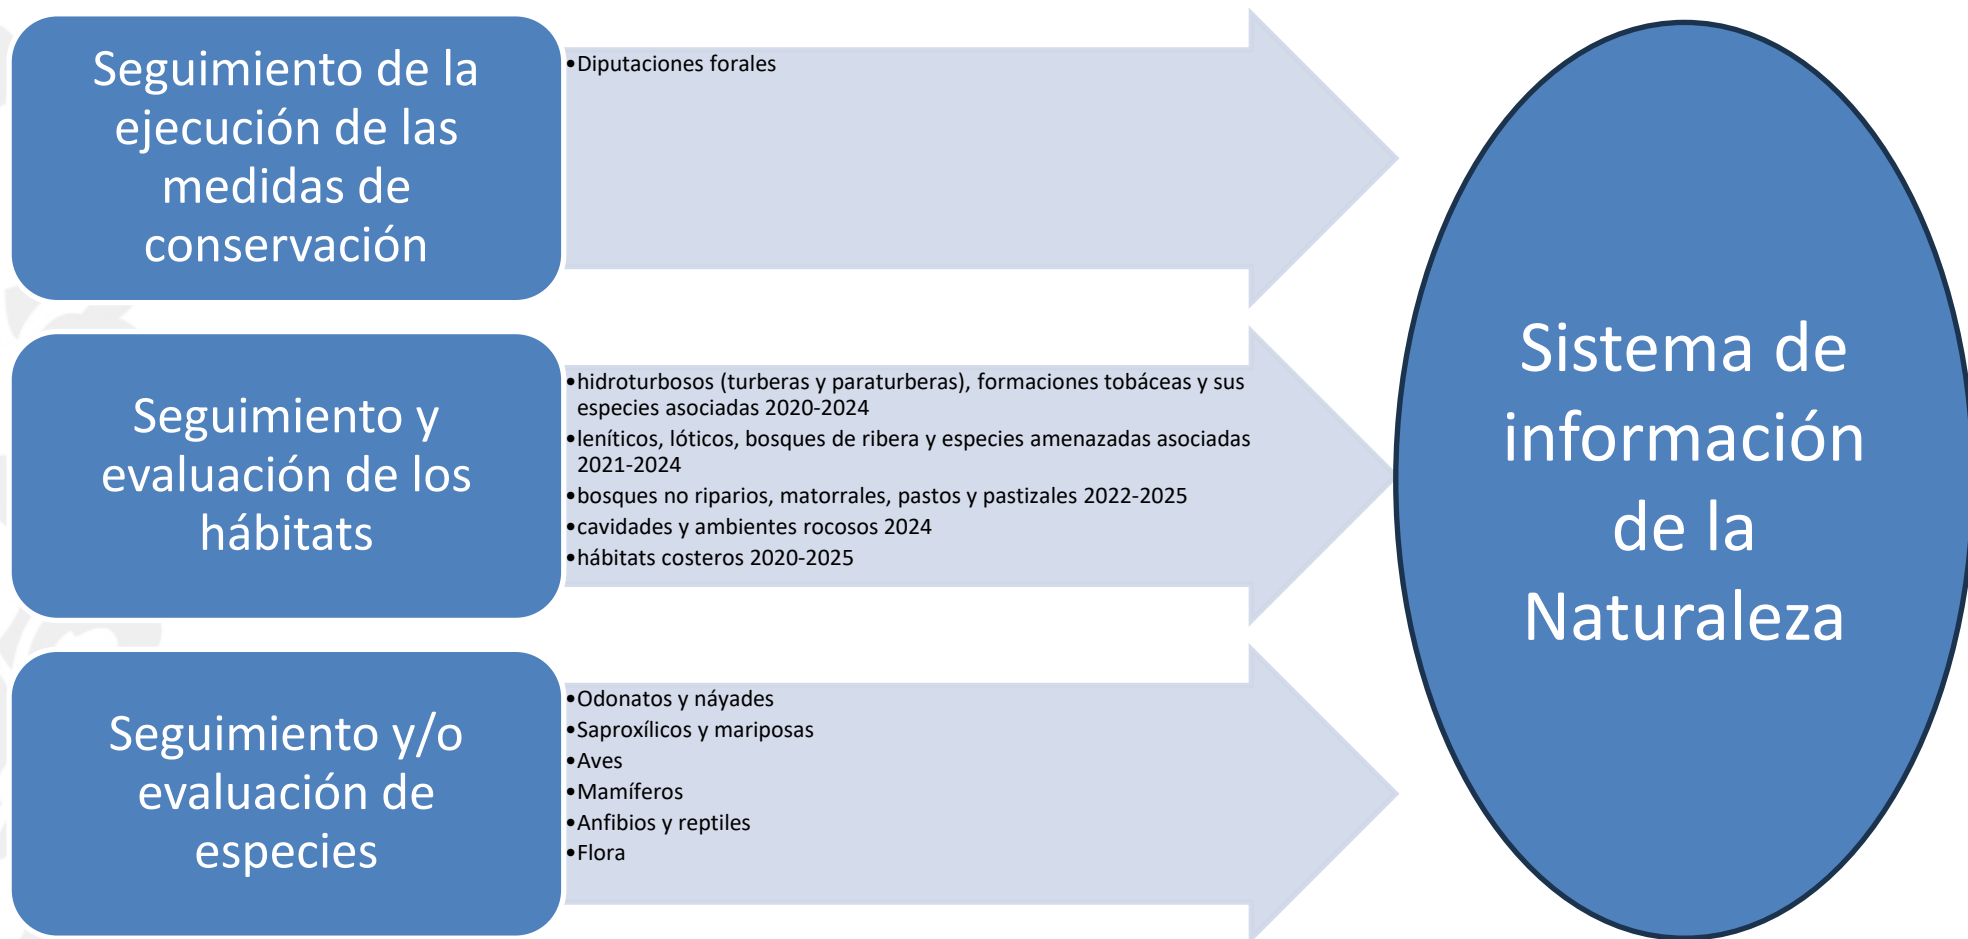 Seguimiento de la
ejecución de las
medidas de
conservación
•Diputaciones forales
Seguimiento y
evaluación de los
hábitats
•hidroturbosos (turberas y paraturberas), formaciones tobáceas y sus
especies asociadas 2020-2024
•leníticos, lóticos, bosques de ribera y especies amenazadas asociadas
2021-2024
•bosques no riparios, matorrales, pastos y pastizales 2022-2025
•cavidades y ambientes rocosos 2024
•hábitats costeros 2020-2025
Seguimiento y/o
evaluación de
especies
•Odonatos y náyades
•Saproxílicos y mariposas
•Aves
•Mamíferos
•Anfibios y reptiles
•Flora
Sistema de
información
de la
Naturaleza